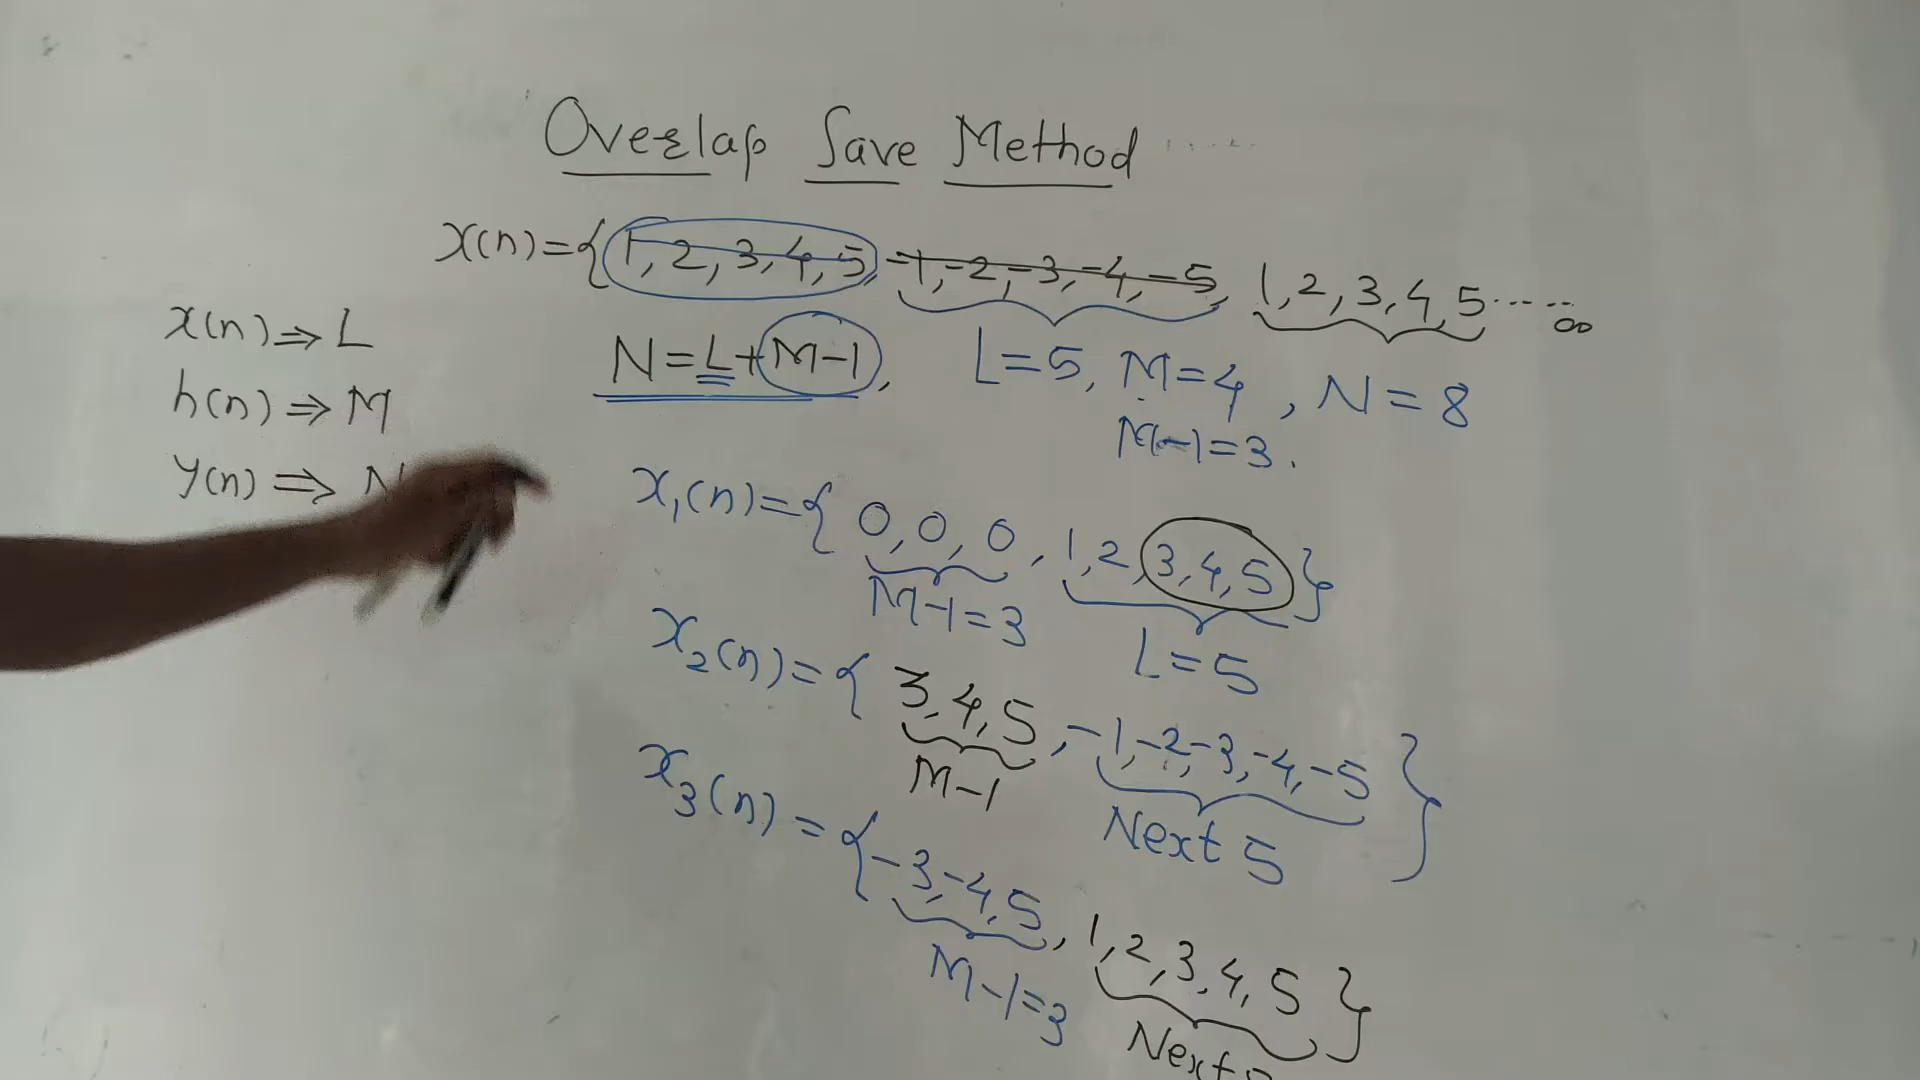 Overlap Save Method .....
x(n)={1, 2, 3, 4, 5, -1, -2, -3, -4, -5, 1, 2, 3, 4, 5.....∞
x(n) ⇒ L
h(n) ⇒ M
y(n) ⇒ N
N=L+M-1, L=5, M=4, N=8
M-1=3.
x₁(n)={0, 0, 0, 1, 2, 3, 4, 5}
M-1=3
L=5
x₂(n)={3, 4, 5, -1, -2, -3, -4, -5}
M-1
Next 5
x₃(n)={-3, -4, 5, 1, 2, 3, 4, 5}
M-1=3
Next